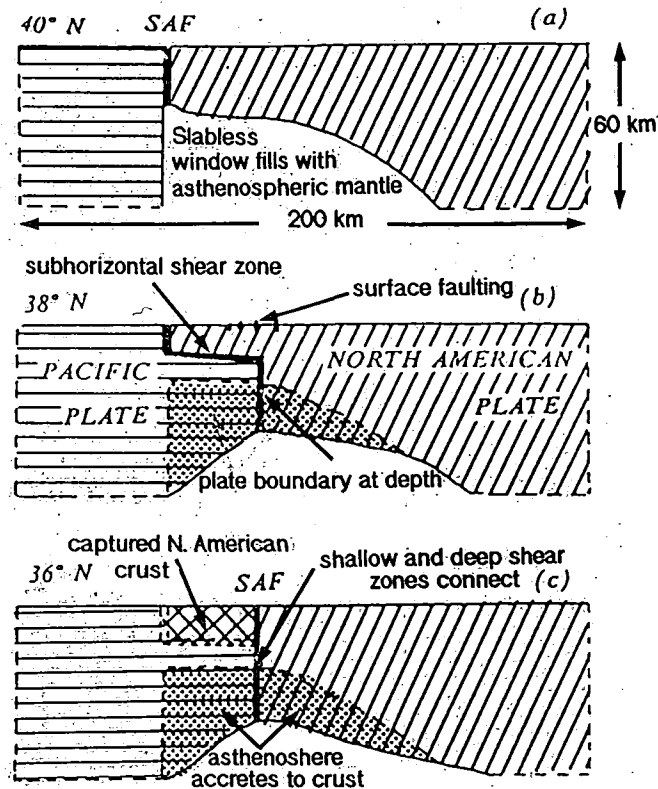 40° N SAF (a)
Slabless
window fills with
asthenospheric mantle
60 km
200 km
subhorizontal shear zone
38° N
surface faulting
(b)
PACIFIC
PLATE
NORTH AMERICAN
PLATE
plate boundary at depth
captured N. American
crust
36° N
SAF
shallow and deep shear
zones connect
(c)
asthenoshere
accretes to crust